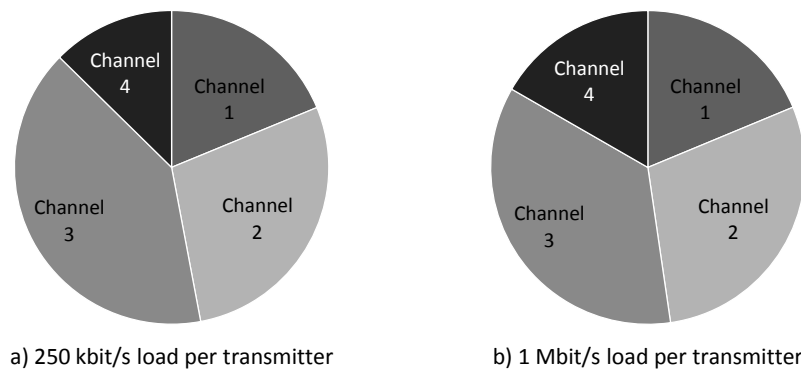 Channel
4
Channel
1
Channel
3
Channel
2
a) 250 kbit/s load per transmitter
Channel
4
Channel
1
Channel
3
Channel
2
b) 1 Mbit/s load per transmitter